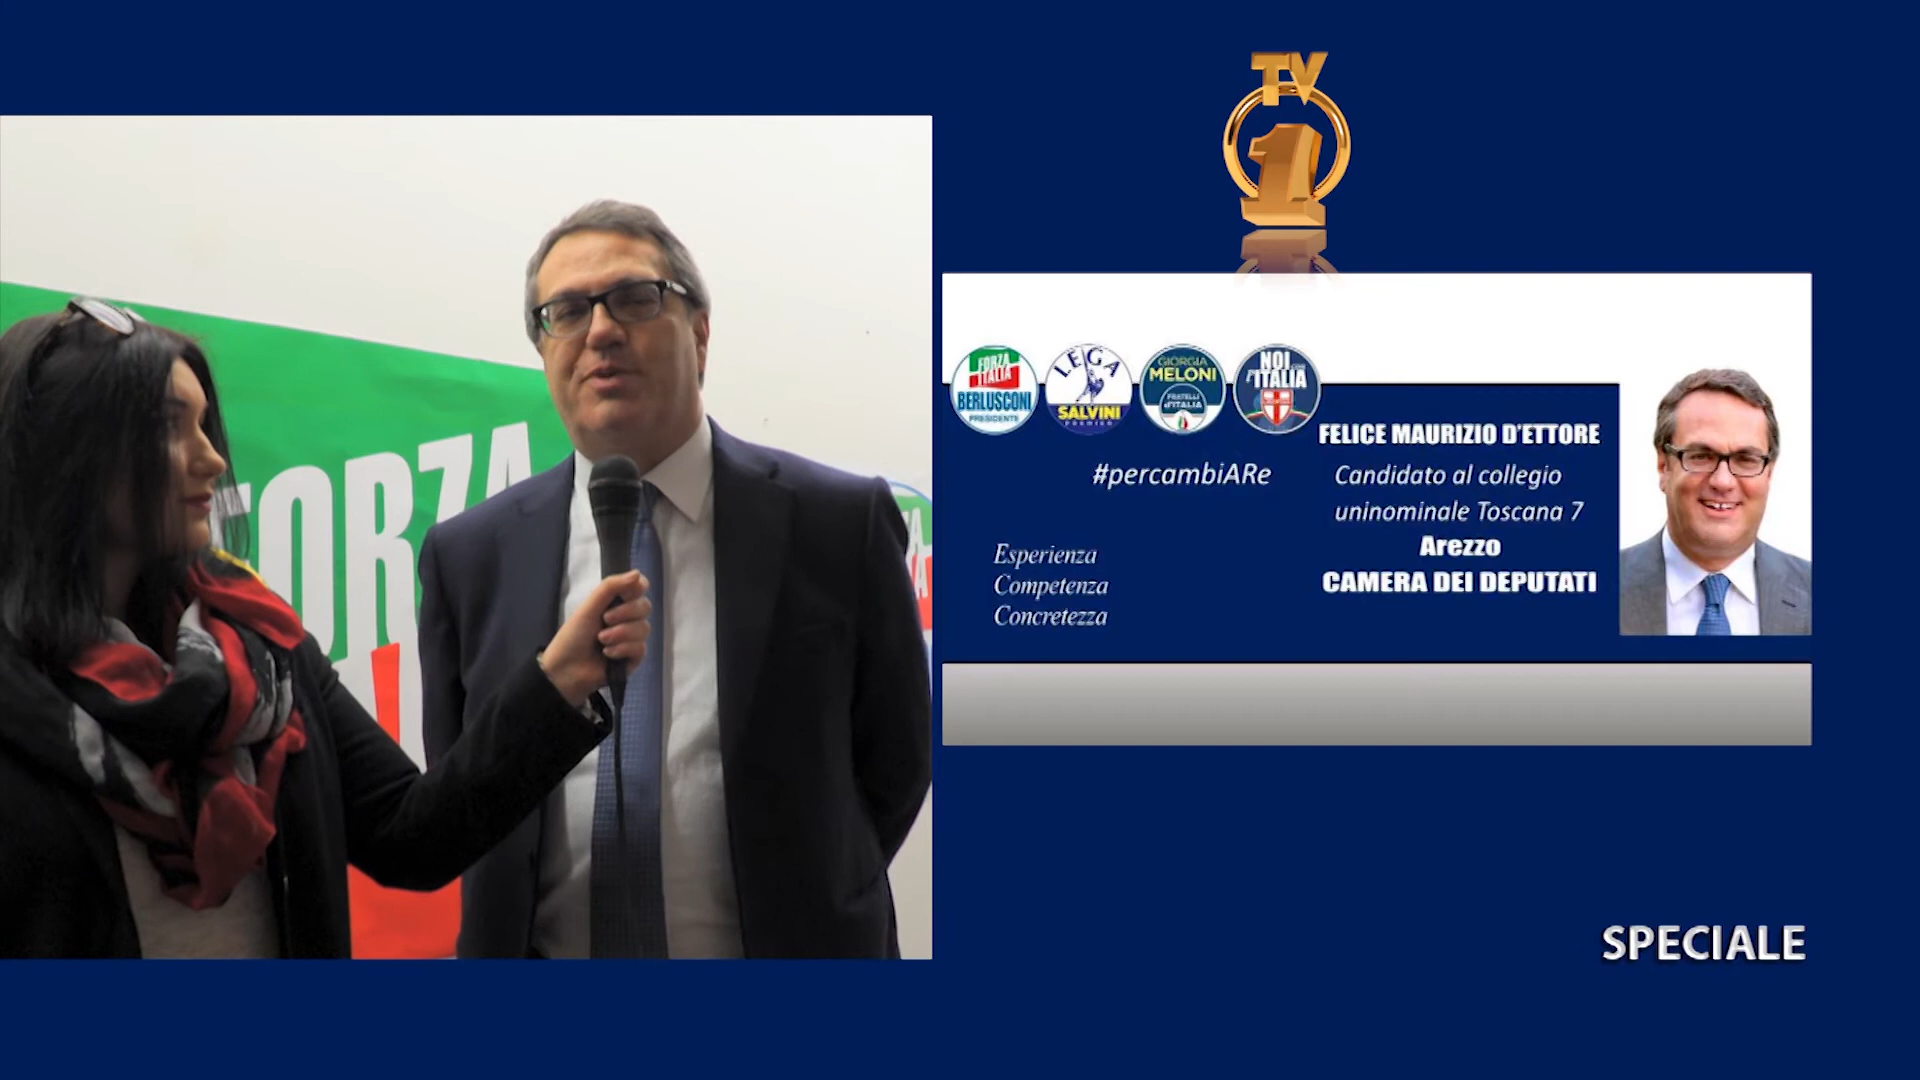 TV
1
FORZA
FORZA
ITALIA
BERLUSCONI
PRESIDENTE
LEGA
SALVINI
PREMIER
GIORGIA
MELONI
FRATELLI
d'ITALIA
NOI CON
l'ITALIA
FELICE MAURIZIO D'ETTORE
#percambiARe
Candidato al collegio
uninominale Toscana 7
Arezzo
CAMERA DEI DEPUTATI
Esperienza
Competenza
Concretezza
SPECIALE